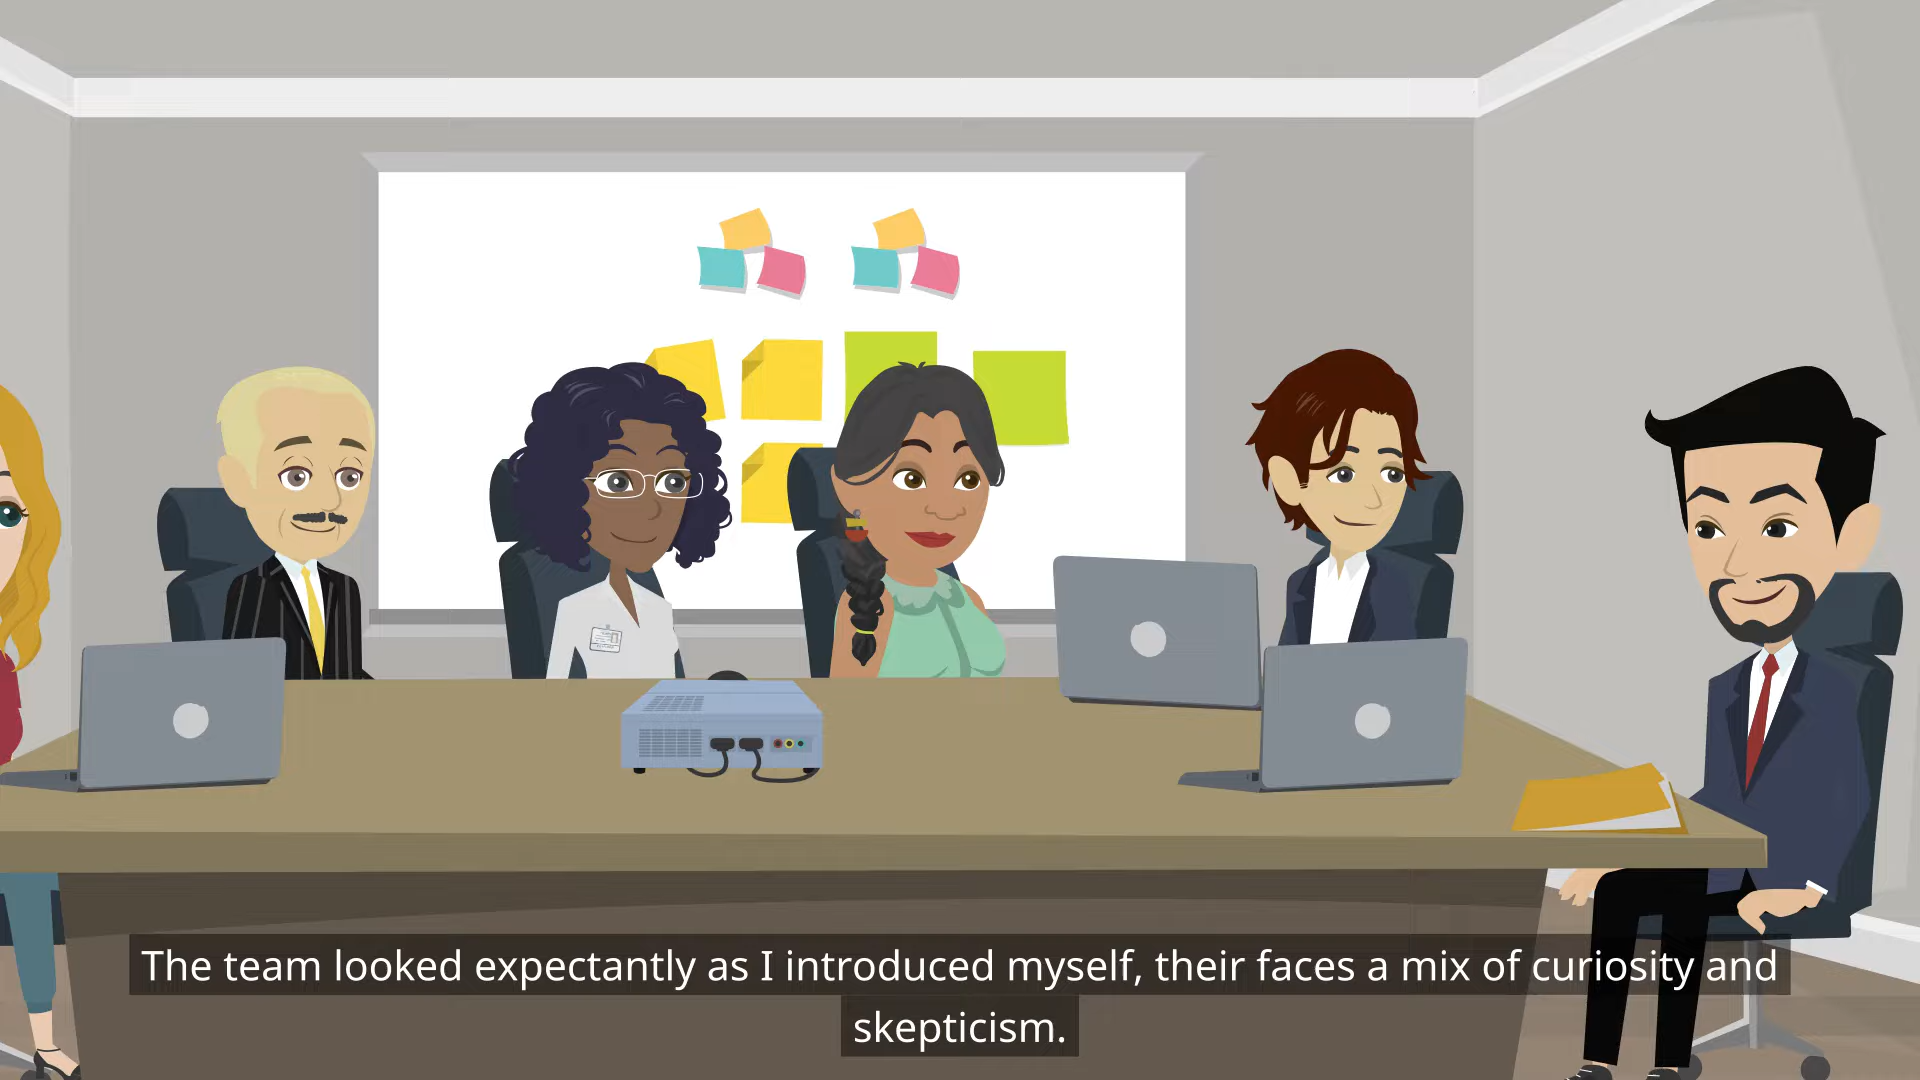 The team looked expectantly as I introduced myself, their faces a mix of curiosity and
skepticism.